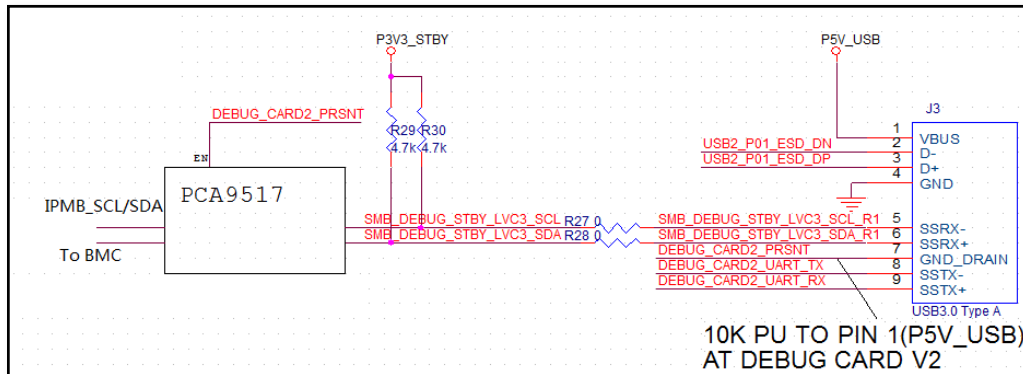 P3V3_STBY
P5V_USB
DEBUG_CARD2_PRSNT
J3
R29 R30
4.7k 4.7k
EN
PCA9517
IPMB_SCL/SDA
To BMC
1 VBUS
USB2_P01_ESD_DN 2 D-
USB2_P01_ESD_DP 3 D+
4 GND
SMB_DEBUG_STBY_LVC3_SCL R27 0 SMB_DEBUG_STBY_LVC3_SCL_R1 5 SSRX-
SMB_DEBUG_STBY_LVC3_SDA R28 0 SMB_DEBUG_STBY_LVC3_SDA_R1 6 SSRX+
DEBUG_CARD2_PRSNT 7 GND_DRAIN
DEBUG_CARD2_UART_TX 8 SSTX-
DEBUG_CARD2_UART_RX 9 SSTX+
USB3.0 Type A
10K PU TO PIN 1(P5V_USB)
AT DEBUG CARD V2